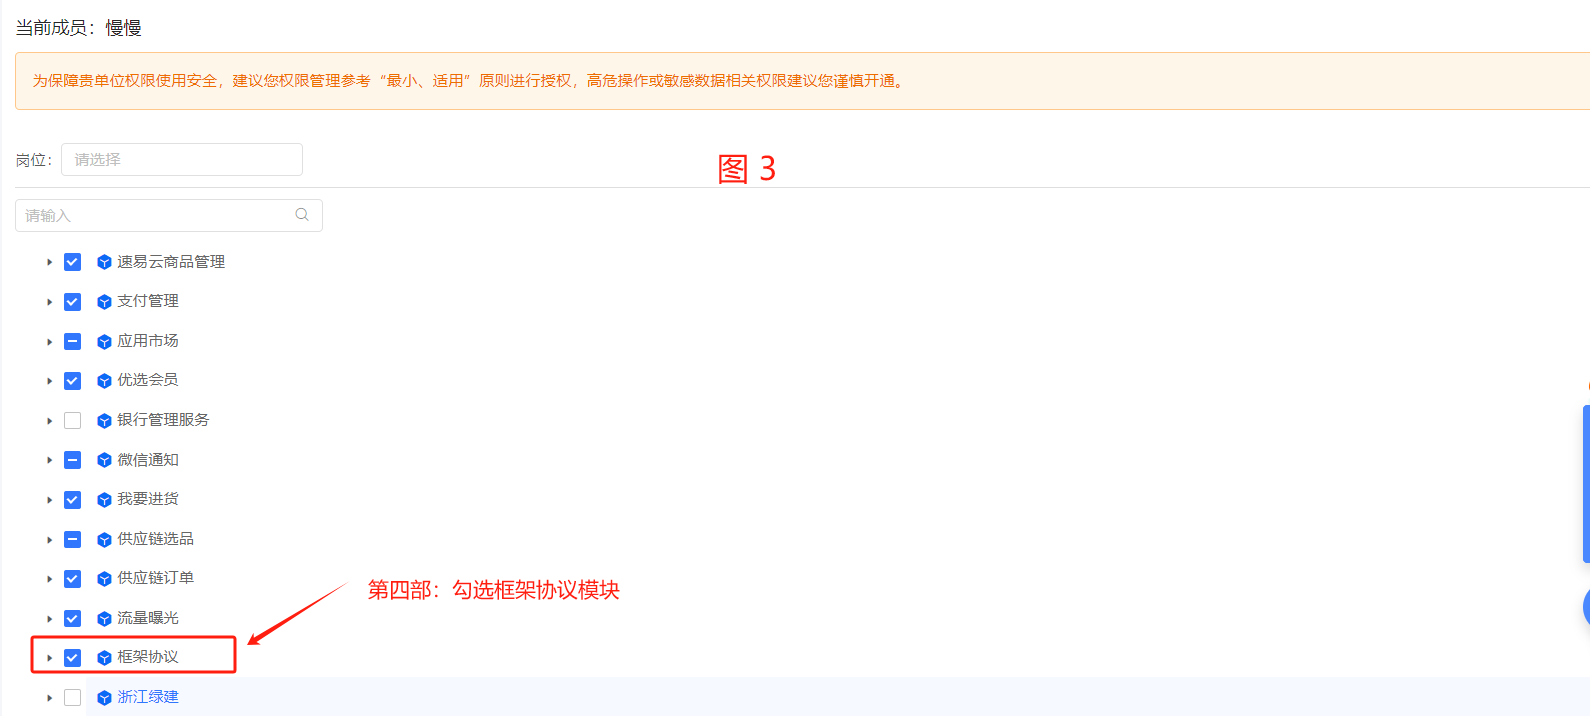 当前成员：慢慢
为保障贵单位权限使用安全，建议您权限管理参考“最小、适用”原则进行授权，高危操作或敏感数据相关权限建议您谨慎开通。
岗位：
请选择
图 3
请输入
速易云商品管理
支付管理
应用市场
优选会员
银行管理服务
微信通知
我要进货
供应链选品
供应链订单
第四部：勾选框架协议模块
流量曝光
框架协议
浙江绿建